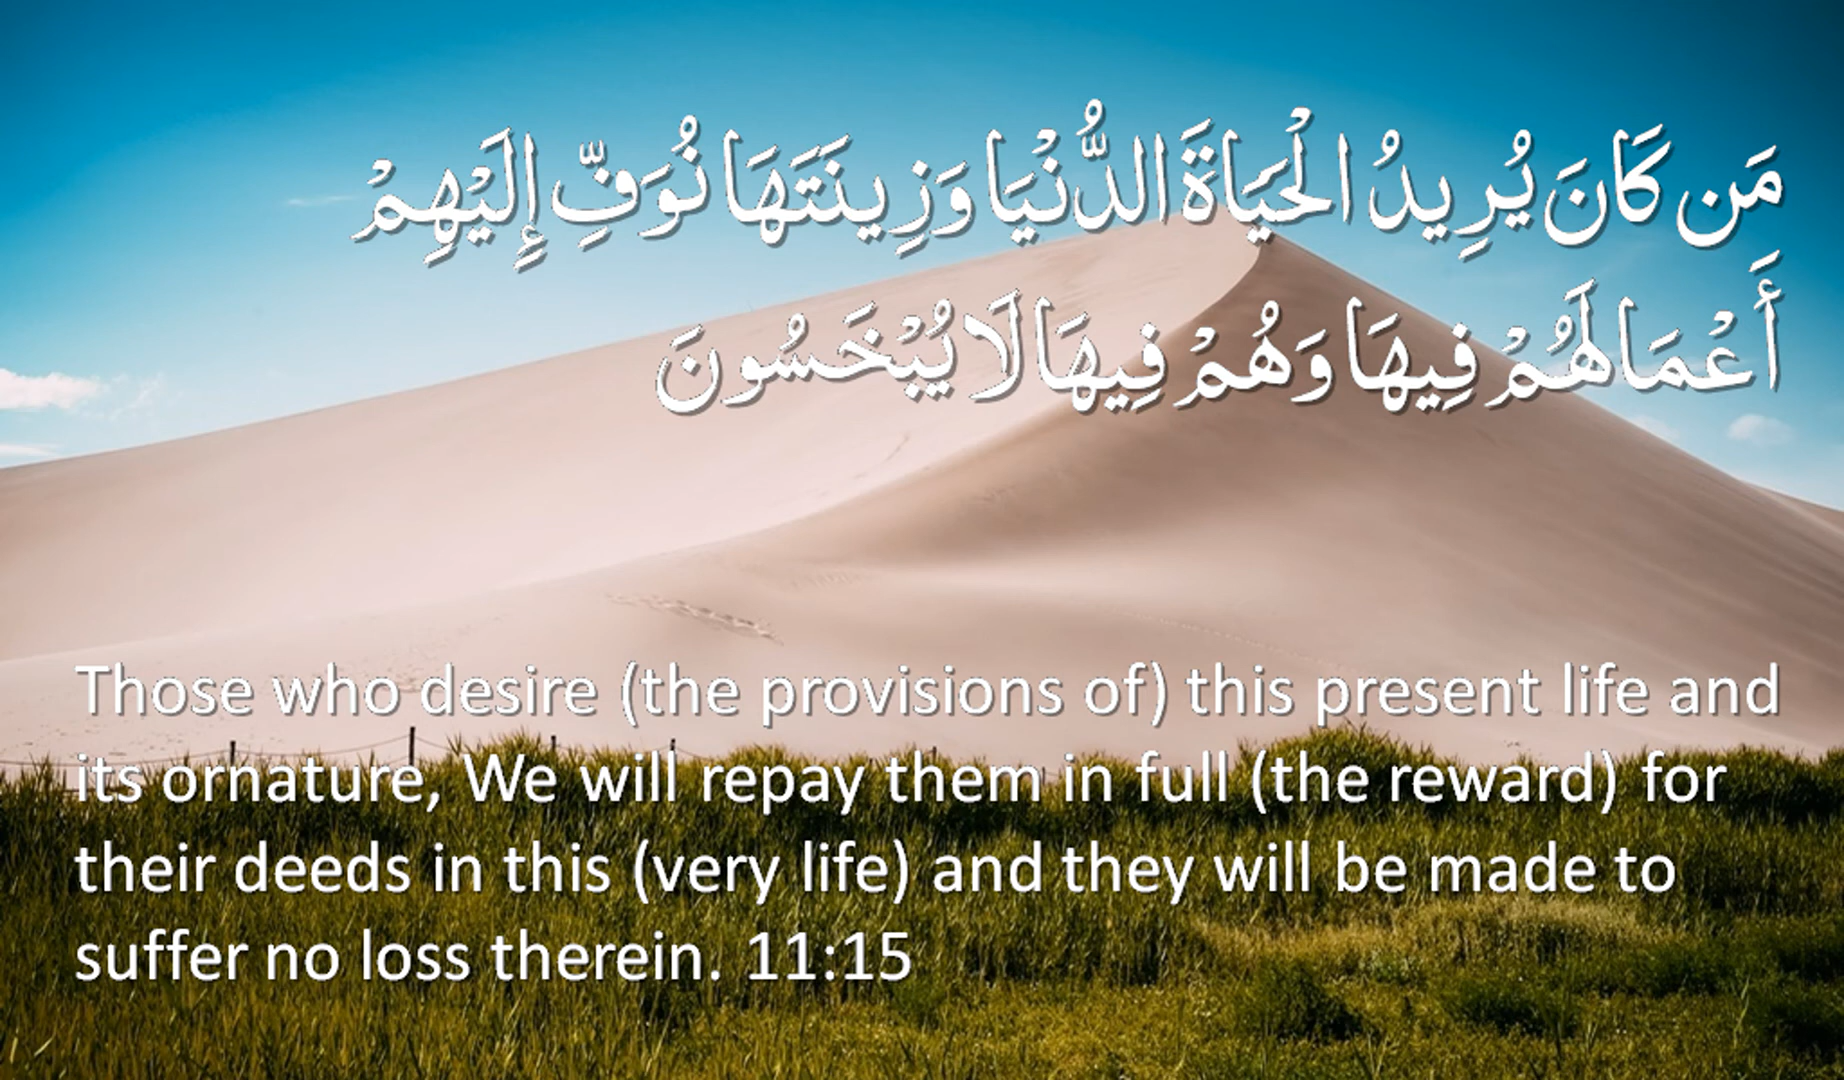 مَن كَانَ يُرِيدُ الْحَيَاةَ الدُّنْيَا وَزِينَتَهَا نُوَفِّ إِلَيْهِمْ
أَعْمَالَهُمْ فِيهَا وَهُمْ فِيهَا لَا يُبْخَسُونَ
Those who desire (the provisions of) this present life and
its ornature, We will repay them in full (the reward) for
their deeds in this (very life) and they will be made to
suffer no loss therein. 11:15